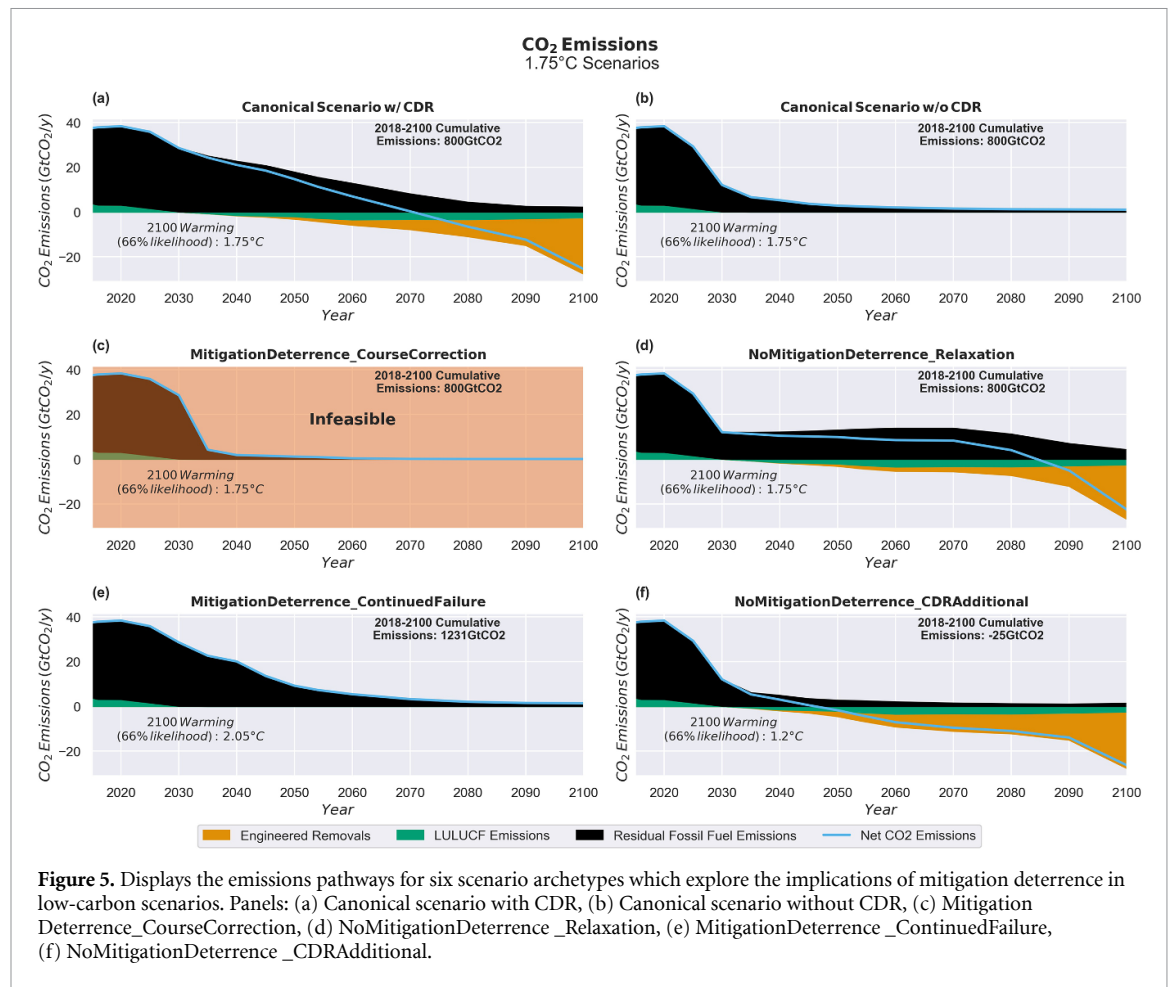 CO₂ Emissions
1.75°C Scenarios
(a)
Canonical Scenario w/ CDR
2018-2100 Cumulative
Emissions: 800GtCO2
40
20
0
−20
CO₂ Emissions (GtCO₂/y)
2100 Warming
(66% likelihood) : 1.75°C
2020 2030 2040 2050 2060 2070 2080 2090 2100
Year
(b)
Canonical Scenario w/o CDR
2018-2100 Cumulative
Emissions: 800GtCO2
40
20
0
−20
CO₂ Emissions (GtCO₂/y)
2100 Warming
(66% likelihood) : 1.75°C
2020 2030 2040 2050 2060 2070 2080 2090 2100
Year
(c)
MitigationDeterrence_CourseCorrection
2018-2100 Cumulative
Emissions: 800GtCO2
Infeasible
40
20
0
−20
CO₂ Emissions (GtCO₂/y)
2100 Warming
(66% likelihood) : 1.75°C
2020 2030 2040 2050 2060 2070 2080 2090 2100
Year
(d)
NoMitigationDeterrence_Relaxation
2018-2100 Cumulative
Emissions: 800GtCO2
40
20
0
−20
CO₂ Emissions (GtCO₂/y)
2100 Warming
(66% likelihood) : 1.75°C
2020 2030 2040 2050 2060 2070 2080 2090 2100
Year
(e)
MitigationDeterrence_ContinuedFailure
2018-2100 Cumulative
Emissions: 1231GtCO2
40
20
0
−20
CO₂ Emissions (GtCO₂/y)
2100 Warming
(66% likelihood) : 2.05°C
2020 2030 2040 2050 2060 2070 2080 2090 2100
Year
(f)
NoMitigationDeterrence_CDRAdditional
2018-2100 Cumulative
Emissions: -25GtCO2
40
20
0
−20
CO₂ Emissions (GtCO₂/y)
2100 Warming
(66% likelihood) : 1.2°C
2020 2030 2040 2050 2060 2070 2080 2090 2100
Year
Engineered Removals LULUCF Emissions Residual Fossil Fuel Emissions Net CO2 Emissions
Figure 5. Displays the emissions pathways for six scenario archetypes which explore the implications of mitigation deterrence in
low-carbon scenarios. Panels: (a) Canonical scenario with CDR, (b) Canonical scenario without CDR, (c) Mitigation
Deterrence_CourseCorrection, (d) NoMitigationDeterrence _Relaxation, (e) MitigationDeterrence _ContinuedFailure,
(f) NoMitigationDeterrence _CDRAdditional.